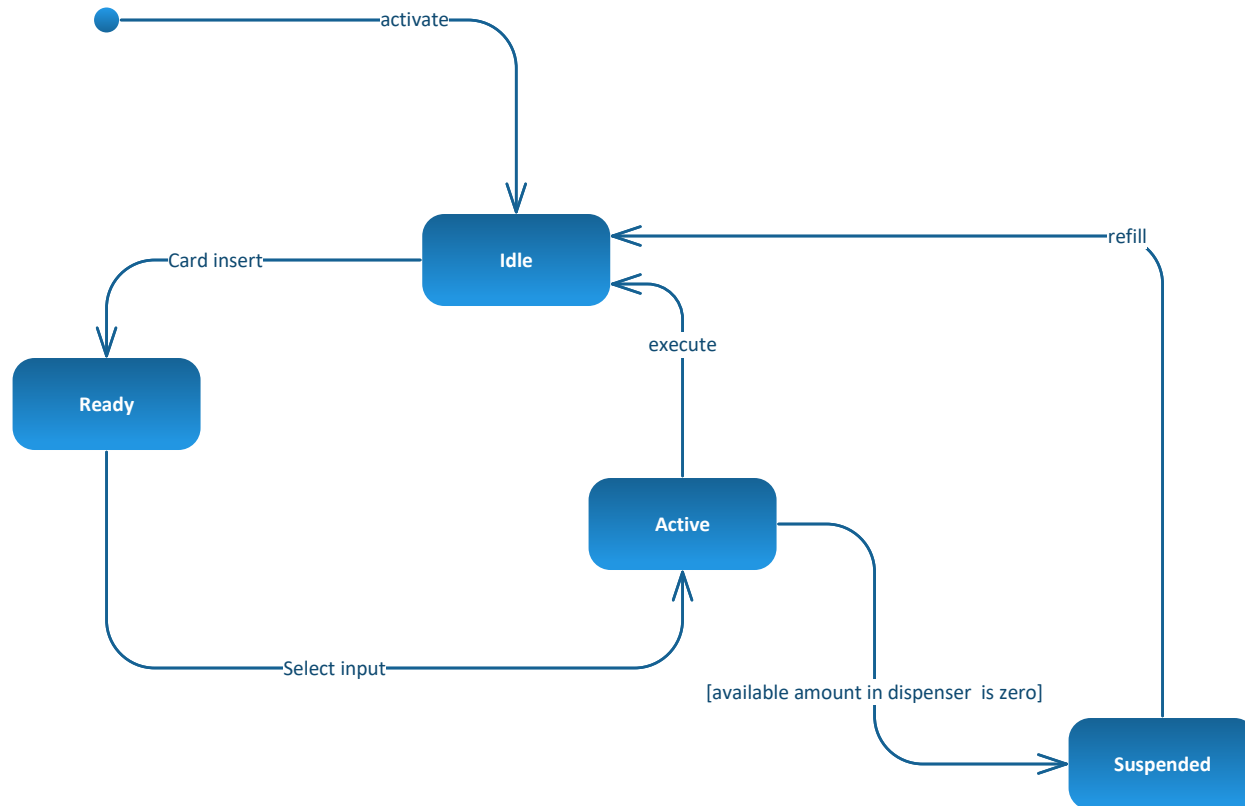 activate
Idle
refill
Card insert
execute
Ready
Active
Select input
[available amount in dispenser  is zero]
Suspended